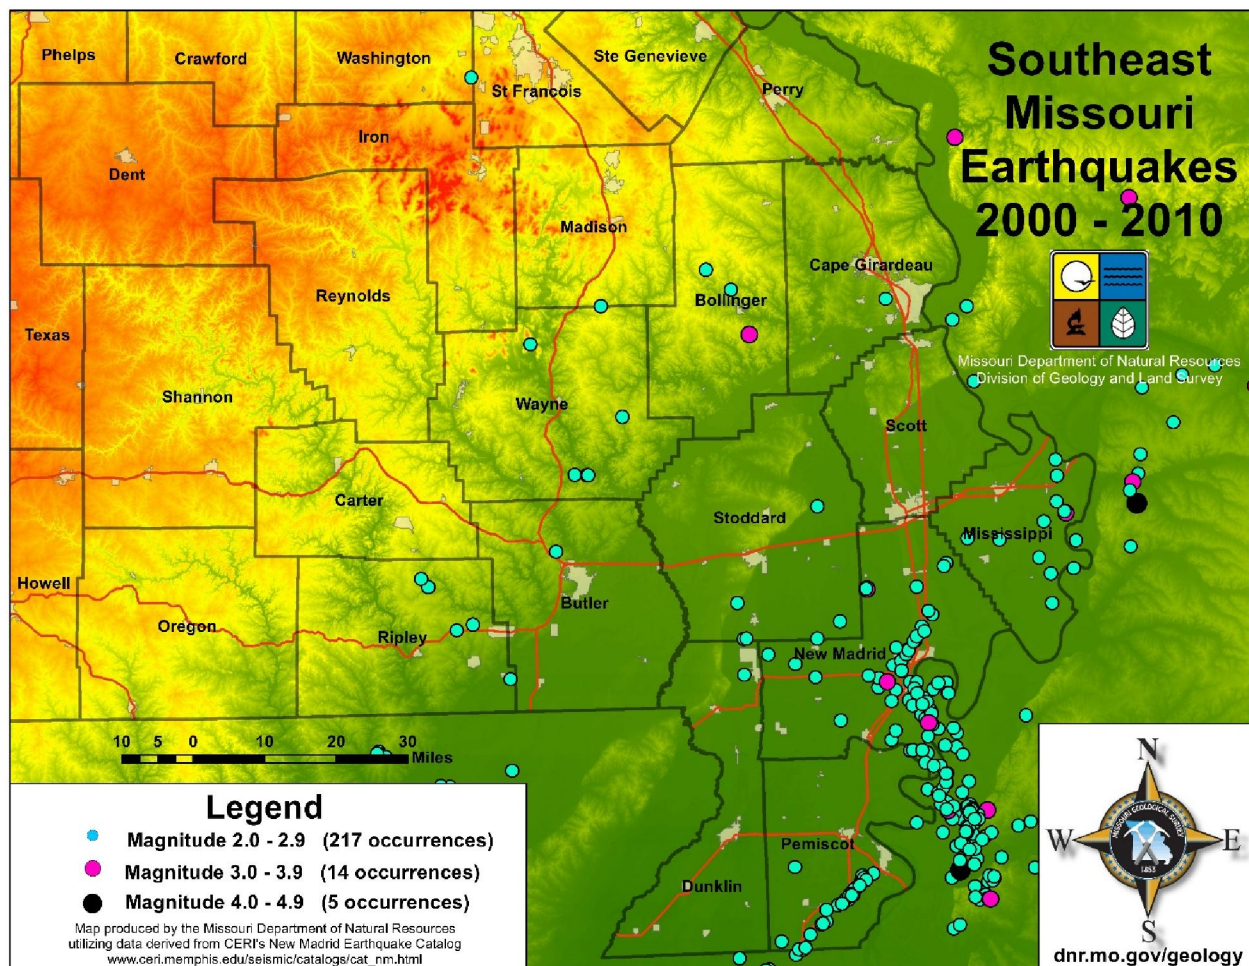 Southeast
Missouri
Earthquakes
2000 - 2010
Missouri Department of Natural Resources
Division of Geology and Land Survey
Phelps
Crawford
Washington
St Francois
Ste Genevieve
Perry
Iron
Dent
Madison
Cape Girardeau
Bollinger
Reynolds
Texas
Shannon
Wayne
Scott
Carter
Stoddard
Mississippi
Howell
Oregon
Ripley
Butler
New Madrid
Pemiscot
Dunklin
10 5 0 10 20 30
Miles
Legend
Magnitude 2.0 - 2.9 (217 occurrences)
Magnitude 3.0 - 3.9 (14 occurrences)
Magnitude 4.0 - 4.9 (5 occurrences)
Map produced by the Missouri Department of Natural Resources
utilizing data derived from CERI's New Madrid Earthquake Catalog
www.ceri.memphis.edu/seismic/catalogs/cat_nm.html
N
W
E
S
MISSOURI GEOLOGICAL SURVEY
1853
dnr.mo.gov/geology